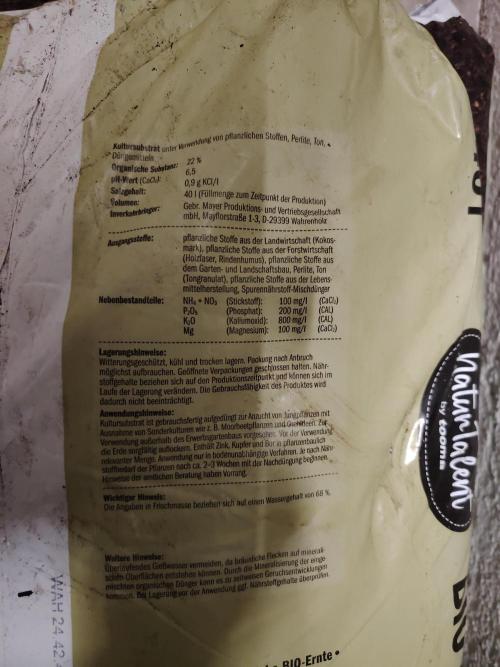 Kultursubstrat unter Verwendung von pflanzlichen Stoffen, Perlite, Ton,
Düngemitteln
Organische Substanz: 22 %
pH-Wert (CaCl₂): 6,5
Salzgehalt: 0,9 g KCl/l
Volumen: 40 l (Füllmenge zum Zeitpunkt der Produktion)
Inverkehrbringer: Gebr. Mayer Produktions- und Vertriebsgesellschaft
mbH, Mayflorstraße 1-3, D-29399 Wahrenholz
Ausgangsstoffe: pflanzliche Stoffe aus der Landwirtschaft (Kokos-
mark), pflanzliche Stoffe aus der Forstwirtschaft
(Holzfaser, Rindenhumus), pflanzliche Stoffe aus
dem Garten- und Landschaftsbau, Perlite, Ton
(Tongranulat), pflanzliche Stoffe aus der Lebens-
mittelherstellung, Spurennährstoff-Mischdünger
Nebenbestandteile: NH₄ + NO₃ (Stickstoff): 100 mg/l (CaCl₂)
P₂O₅ (Phosphat): 200 mg/l (CAL)
K₂O (Kaliumoxid): 800 mg/l (CAL)
Mg (Magnesium): 100 mg/l (CaCl₂)
Lagerungshinweise:
Witterungsgeschützt, kühl und trocken lagern. Packung nach Anbruch
möglichst aufbrauchen. Geöffnete Verpackungen geschlossen halten. Nähr-
stoffgehalte beziehen sich auf den Produktionszeitpunkt und können sich im
Laufe der Lagerung verändern. Die Gebrauchsfähigkeit des Produktes wird
dadurch nicht beeinträchtigt.
Anwendungshinweise:
Kultursubstrat ist gebrauchsfertig aufgedüngt zur Anzucht von Jungpflanzen mit
Ausnahme von Sonderkulturen wie z. B. Moorbeetpflanzen und Orchideen. Zur
Verwendung außerhalb des Erwerbsgartenbaus vorgesehen. Vor der Verwendung
die Erde sorgfältig auflockern. Enthält Zink, Kupfer und Bor in pflanzenbaulich
relevanter Menge. Anwendung nur in bodenunabhängige Verfahren. Je nach Nähr-
stoffbedarf der Pflanzen nach ca. 2-3 Wochen mit der Nachdüngung beginnen.
Hinweise der amtlichen Beratung haben Vorrang.
Wichtiger Hinweis:
Die Angaben in Frischmasse beziehen sich auf einen Wassergehalt von 68 %.
Weitere Hinweise:
Überlaufendes Gießwasser vermeiden, da bräunliche Flecken auf minerali-
schen Oberflächen entstehen können. Durch die Mineralisierung der einge-
mischten organischen Dünger kann es zu zeitweisen Geruchsentwicklungen
kommen. Bei Lagerung vor der Anwendung ggf. Nährstoffgehalte überprüfen.
naturtalent
by toom
BIO-Ernte •
WAH 24 42